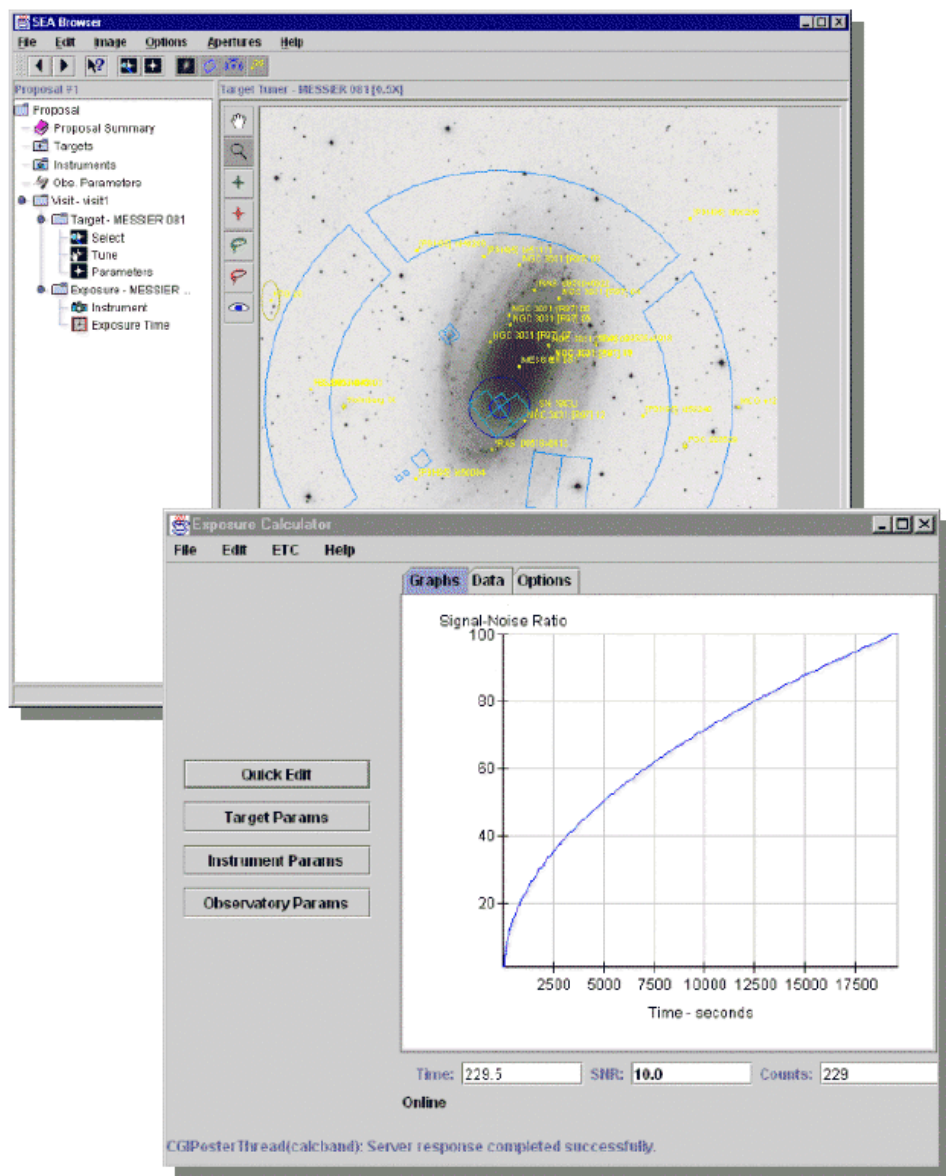 SEA Browser
File Edit Image Options Apertures Help
Proposal #1
Target Tuner - MESSIER 081 [0.5X]
Proposal
Proposal Summary
Targets
Instruments
Obs. Parameters
Visit - visit1
Target - MESSIER 081
Select
Tune
Parameters
Exposure - MESSIER ...
Instrument
Exposure Time
Exposure Calculator
File Edit ETC Help
Graphs Data Options
Signal-Noise Ratio
100
80
60
40
20
2500 5000 7500 10000 12500 15000 17500
Time - seconds
Quick Edit
Target Params
Instrument Params
Observatory Params
Time: 229.5 SNR: 10.0 Counts: 229
Online
CGIPosterThread(calcband): Server response completed successfully.